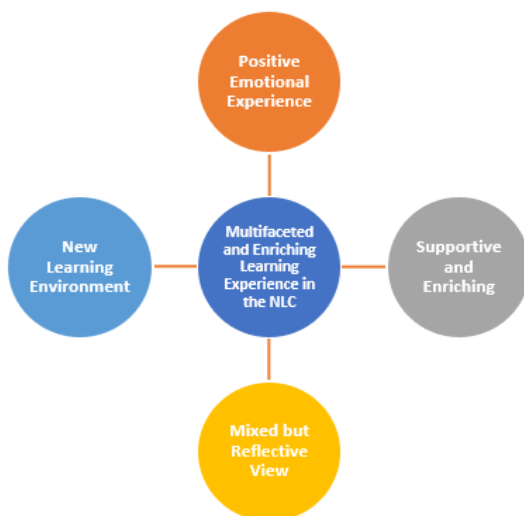 Positive
Emotional
Experience
New
Learning
Environment
Multifaceted
and Enriching
Learning
Experience in
the NLC
Supportive
and
Enriching
Mixed but
Reflective
View